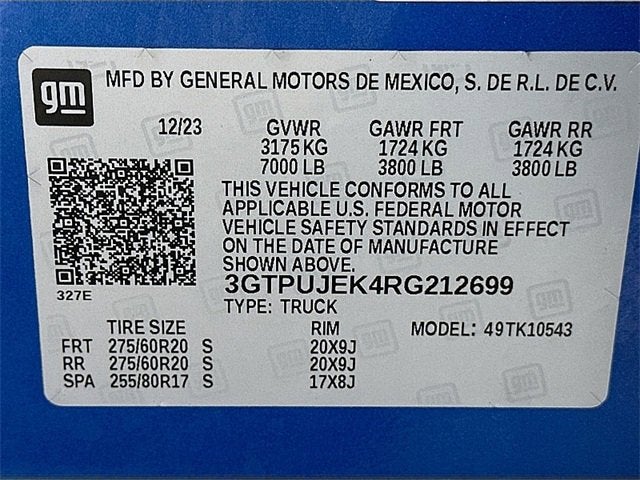 gm
MFD BY GENERAL MOTORS DE MEXICO, S. DE R.L. DE C.V.
12/23 GVWR GAWR FRT GAWR RR
3175 KG 1724 KG 1724 KG
7000 LB 3800 LB 3800 LB
THIS VEHICLE CONFORMS TO ALL
APPLICABLE U.S. FEDERAL MOTOR
VEHICLE SAFETY STANDARDS IN EFFECT
ON THE DATE OF MANUFACTURE
SHOWN ABOVE.
327E
3GTPUJEK4RG212699
TYPE: TRUCK
TIRE SIZE RIM MODEL: 49TK10543
FRT 275/60R20 S 20X9J
RR 275/60R20 S 20X9J
SPA 255/80R17 S 17X8J